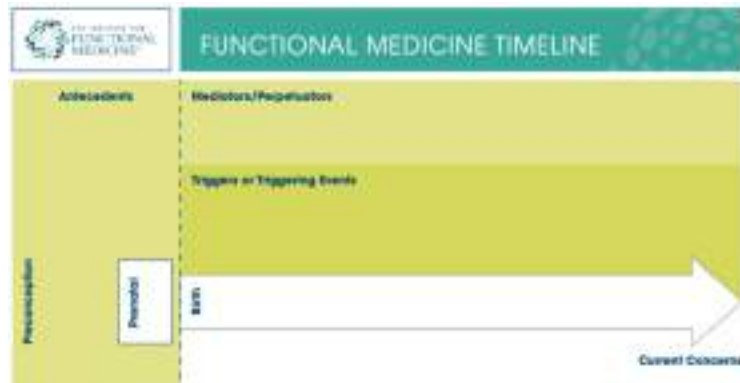 THE INSTITUTE FOR
FUNCTIONAL
MEDICINE
FUNCTIONAL MEDICINE TIMELINE
Antecedents
Mediators/Perpetuators
Triggers or Triggering Events
Preconception
Prenatal
Birth
Current Concerns